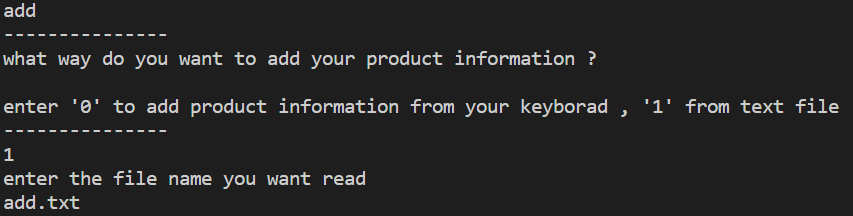 add
---------------
what way do you want to add your product information ?
enter '0' to add product information from your keyborad , '1' from text file
---------------
1
enter the file name you want read
add.txt